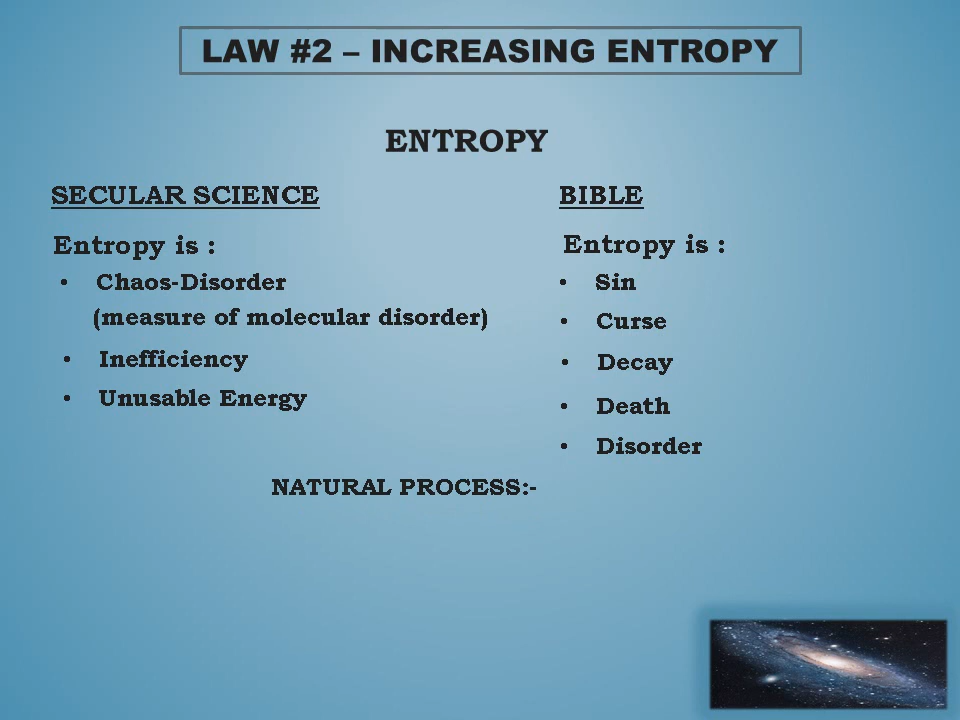 LAW #2 – INCREASING ENTROPY
ENTROPY
SECULAR SCIENCE
Entropy is :
• Chaos-Disorder
(measure of molecular disorder)
• Inefficiency
• Unusable Energy
BIBLE
Entropy is :
• Sin
• Curse
• Decay
• Death
• Disorder
NATURAL PROCESS:-